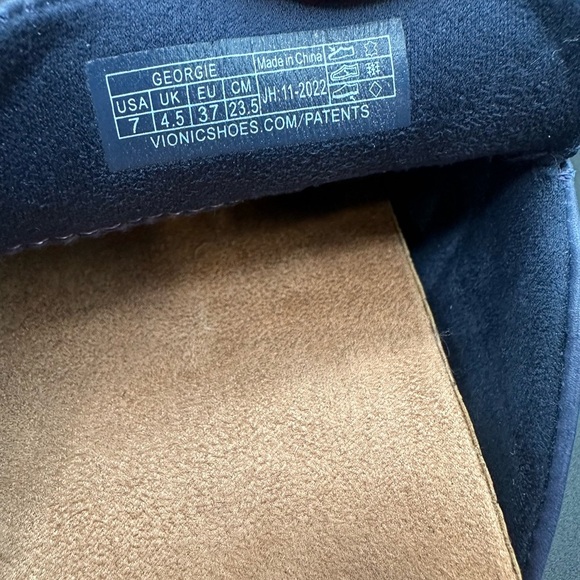 GEORGIE Made in China
USA UK EU CM JH:11-2022
7 4.5 37 23.5
VIONICSHOES.COM/PATENTS